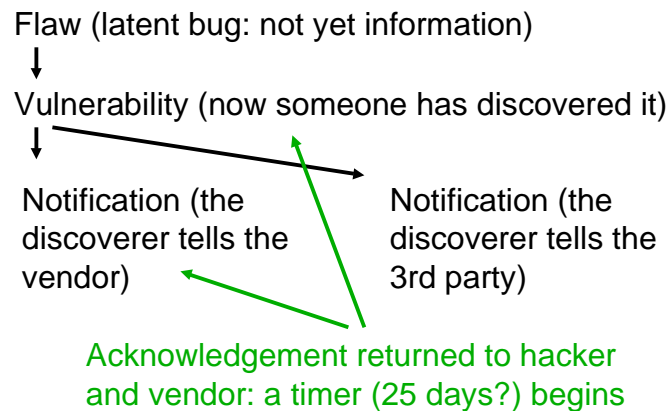 Flaw (latent bug: not yet information)
Vulnerability (now someone has discovered it)
Notification (the
discoverer tells the
vendor)
Notification (the
discoverer tells the
3rd party)
Acknowledgement returned to hacker
and vendor: a timer (25 days?) begins